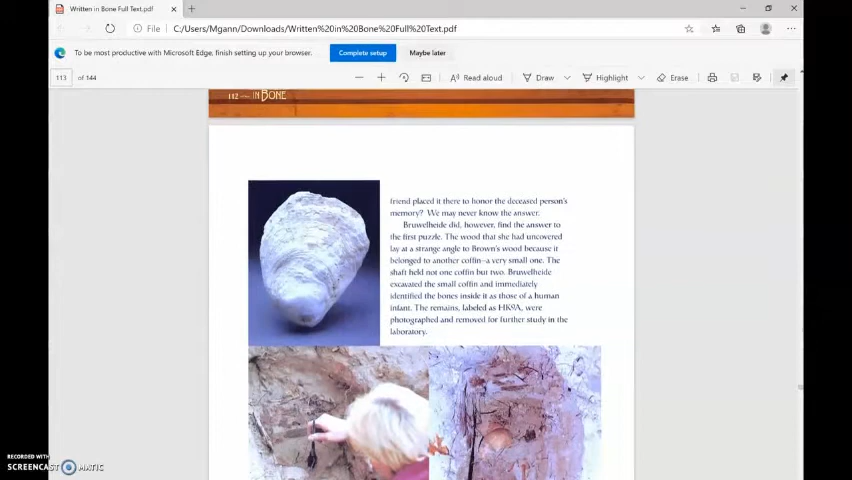 Written in Bone Full Text.pdf
File C:/Users/Mgann/Downloads/Written%20in%20Bone%20Full%20Text.pdf
To be most productive with Microsoft Edge, finish setting up your browser. Complete setup Maybe later
113 of 144 Read aloud Draw Highlight Erase
112 IN BONE
friend placed it there to honor the deceased person's
memory? We may never know the answer.
Bruwelheide did, however, find the answer to
the first puzzle. The wood that she had uncovered
lay at a strange angle to Brown's wood because it
belonged to another coffin–a very small one. The
shaft held not one coffin but two. Bruwelheide
excavated the small coffin and immediately
identified the bones inside it as those of a human
infant. The remains, labeled as HK9A, were
photographed and removed for further study in the
laboratory.
RECORDED WITH
SCREENCAST MATIC